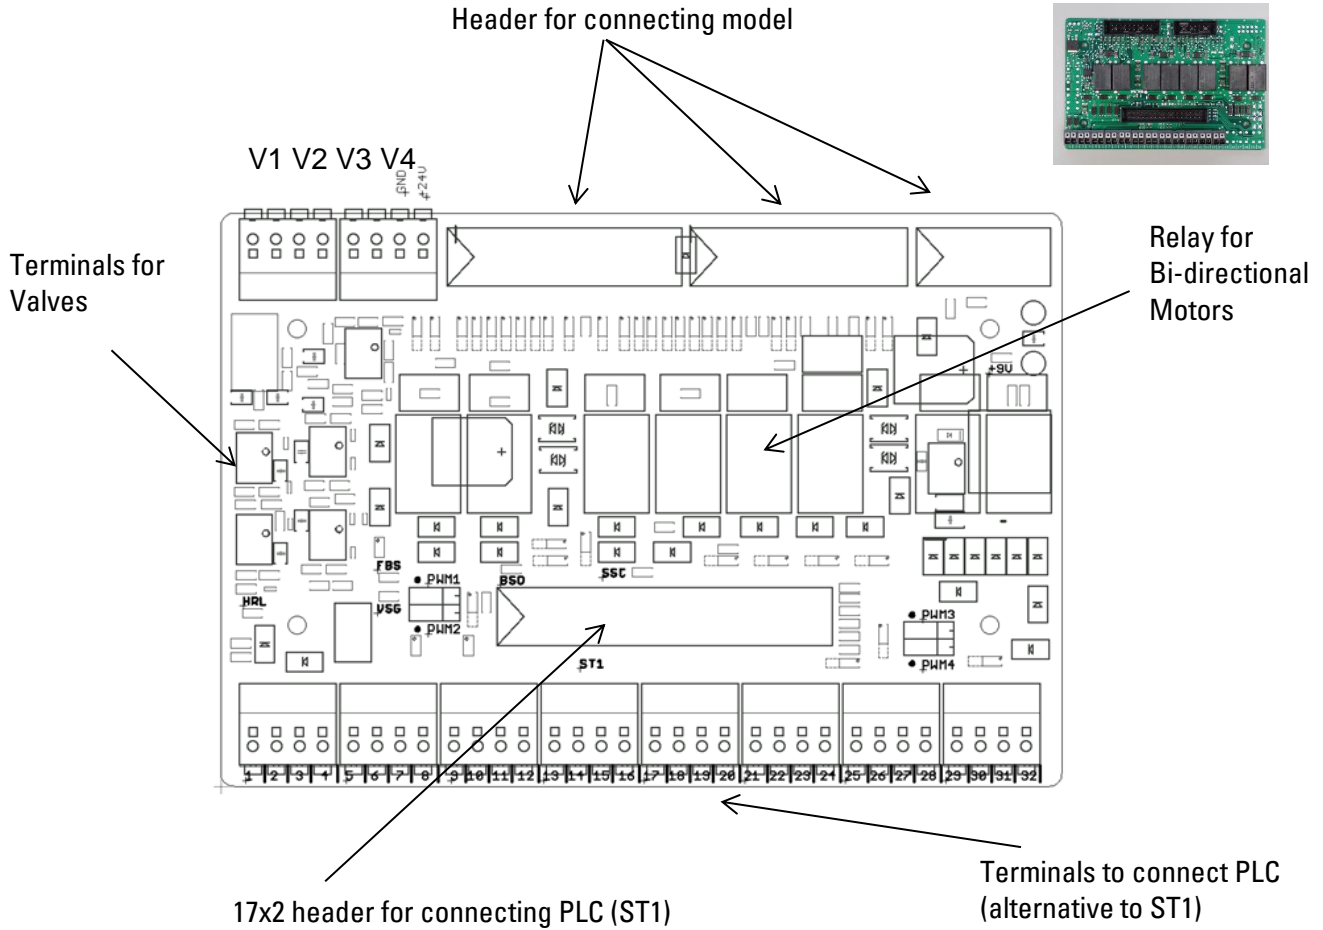 Header for connecting model
V1 V2 V3 V4
GND
+24V
Terminals for
Valves
Relay for
Bi-directional
Motors
+9V
-
FBS
PWM1
BSO
SSC
HRL
VSG
PWM2
PWM3
ST1
PWM4
1 2 3 4 5 6 7 8 9 10 11 12 13 14 15 16 17 18 19 20 21 22 23 24 25 26 27 28 29 30 31 32
Terminals to connect PLC
(alternative to ST1)
17x2 header for connecting PLC (ST1)